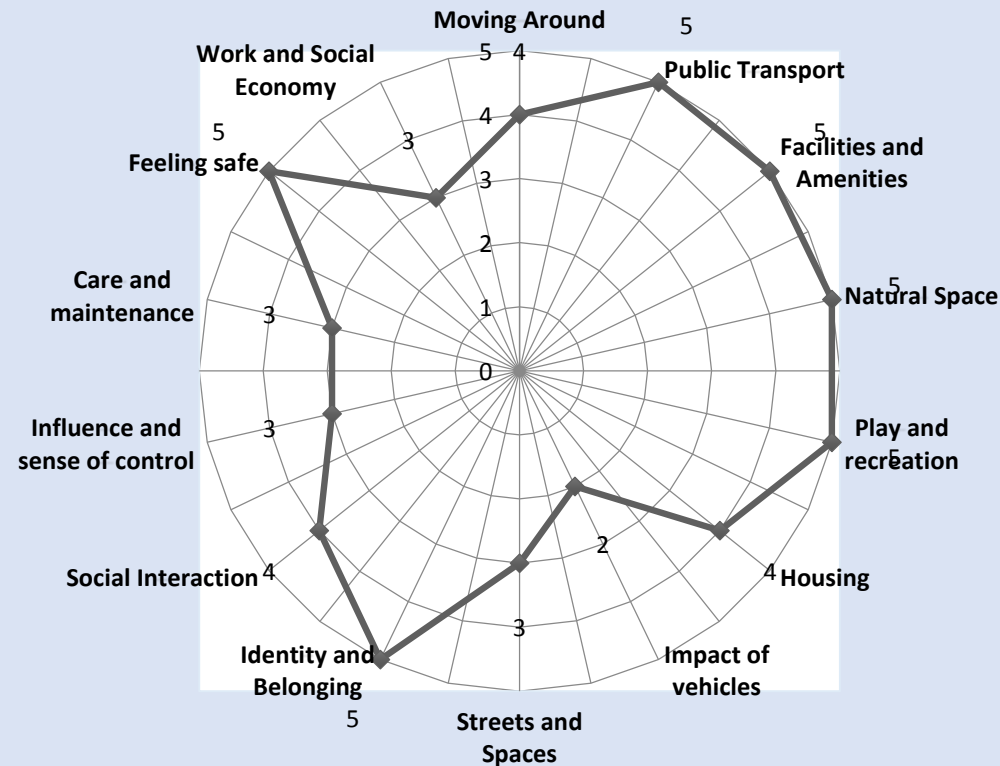 Moving Around
5
Work and Social
Economy
5 4
Public Transport
5
5
Facilities and
Amenities
Feeling safe
4
3
3
Care and
maintenance
2
Natural Space
5
3
1
0
Influence and
sense of control
3
Play and
recreation
5
2
Social Interaction
4
4
Housing
3
Identity and
Belonging
Impact of
vehicles
5
Streets and
Spaces